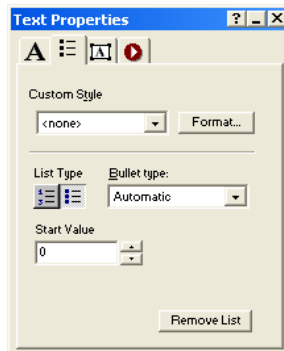 Text Properties
A A
Custom Style
<none> Format...
List Type Bullet type:
Automatic
Start Value
0
Remove List